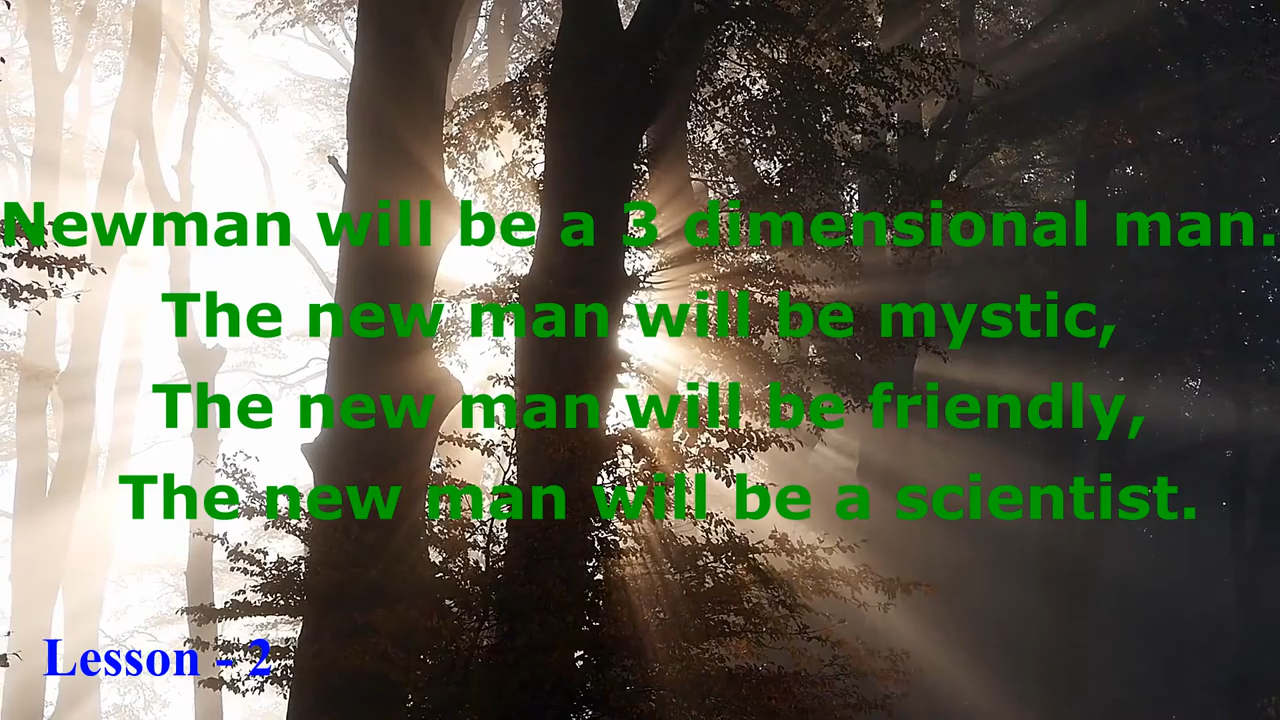 Newman will be a 3 dimensional man.
The new man will be mystic,
The new man will be friendly,
The new man will be a scientist.
Lesson - 2